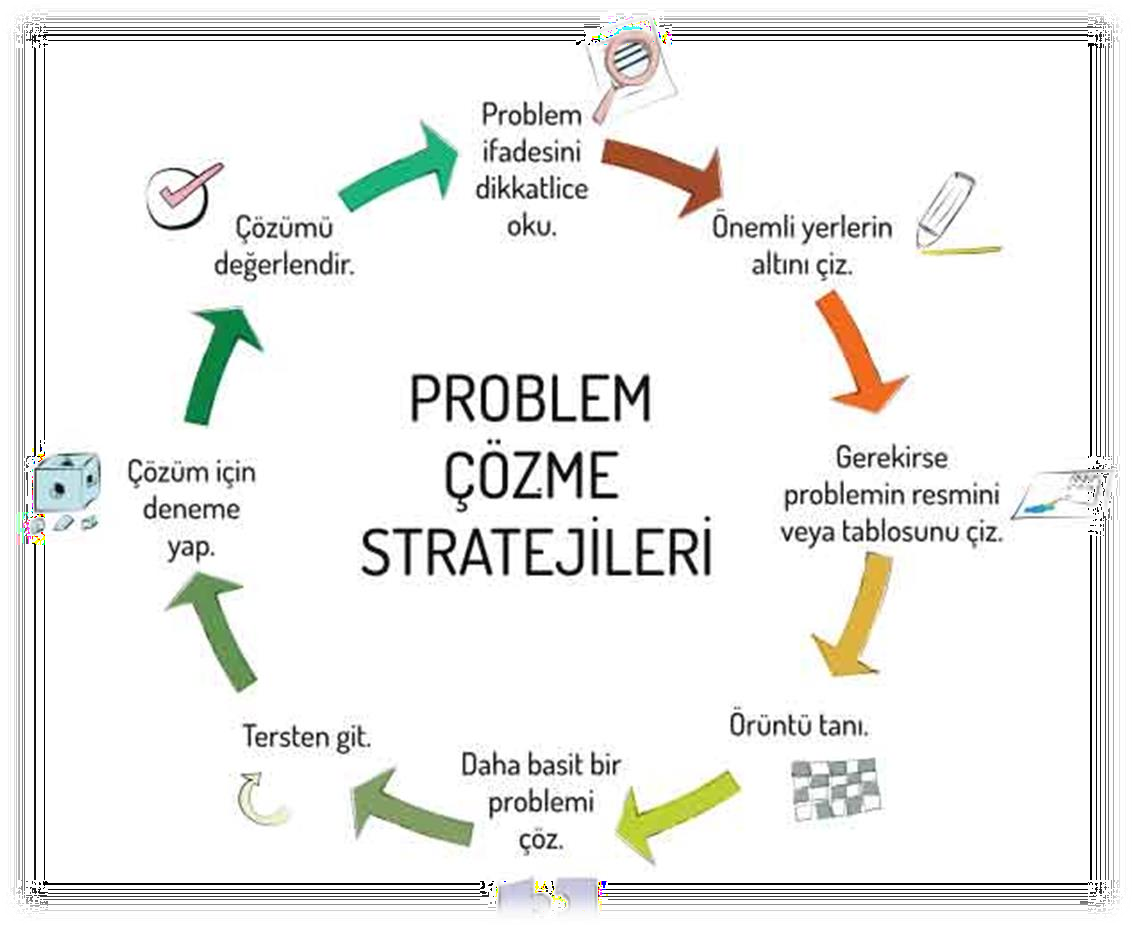 PROBLEM
ÇÖZME
STRATEJİLERİ
Problem
ifadesini
dikkatlice
oku.
Önemli yerlerin
altını çiz.
Gerekirse
problemin resmini
veya tablosunu çiz.
Örüntü tanı.
Daha basit bir
problemi
çöz.
Tersten git.
Çözüm için
deneme
yap.
Çözümü
değerlendir.